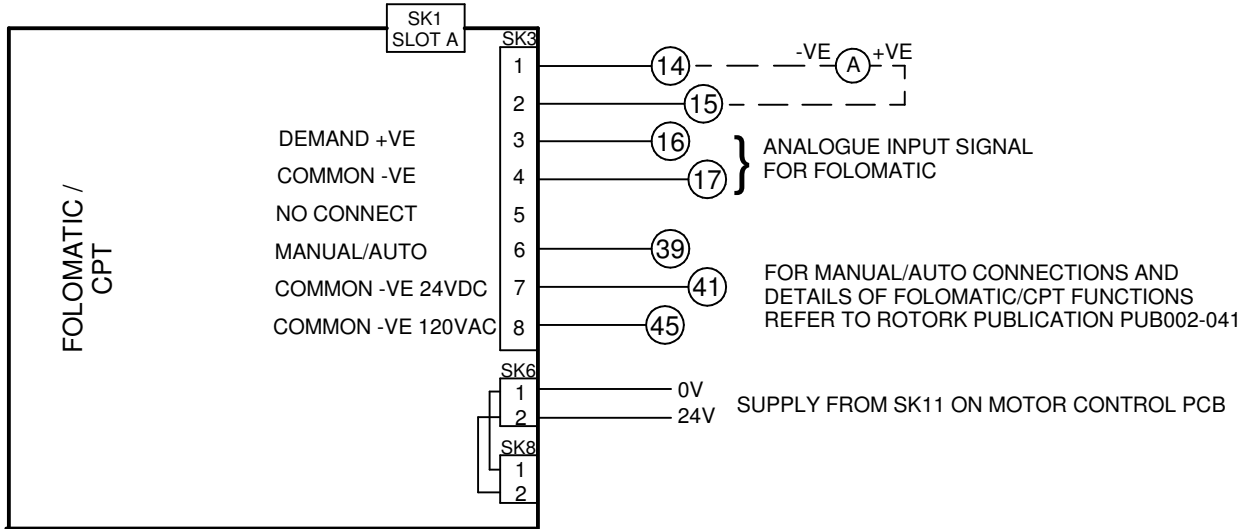 SK1
SLOT A
SK3
1
14
-VE
A
+VE
2
15
DEMAND +VE
3
16
COMMON -VE
4
17
}
ANALOGUE INPUT SIGNAL
FOR FOLOMATIC
NO CONNECT
5
MANUAL/AUTO
6
39
COMMON -VE 24VDC
7
41
COMMON -VE 120VAC
8
45
FOR MANUAL/AUTO CONNECTIONS AND
DETAILS OF FOLOMATIC/CPT FUNCTIONS
REFER TO ROTORK PUBLICATION PUB002-041
FOLOMATIC /
CPT
SK6
1
0V
2
24V
SUPPLY FROM SK11 ON MOTOR CONTROL PCB
SK8
1
2